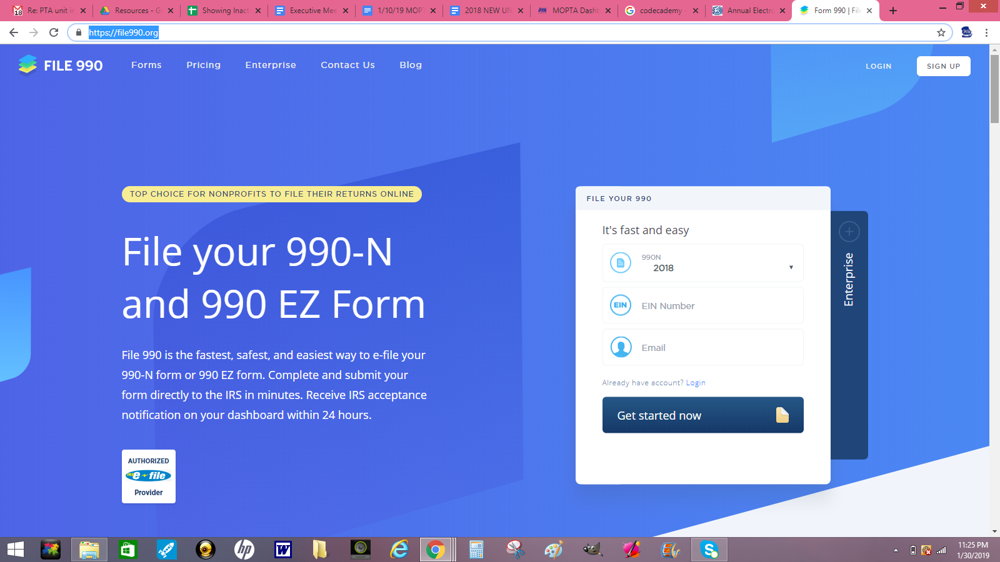 18 Re: PTA unit in
Resources - G
Showing Inact
Executive Mee
1/10/19 MOPT
2018 NEW UN
MOPTA Dashb
codecademy -
Annual Electro
Form 990 | File
https://file990.org
FILE 990
Forms
Pricing
Enterprise
Contact Us
Blog
LOGIN
SIGN UP
TOP CHOICE FOR NONPROFITS TO FILE THEIR RETURNS ONLINE
File your 990-N
and 990 EZ Form
File 990 is the fastest, safest, and easiest way to e-file your
990-N form or 990 EZ form. Complete and submit your
form directly to the IRS in minutes. Receive IRS acceptance
notification on your dashboard within 24 hours.
AUTHORIZED
IRS e-file
Provider
FILE YOUR 990
It's fast and easy
990N
2018
EIN
EIN Number
Email
Already have account? Login
Get started now
Enterprise
hp
W
11:25 PM
1/30/2019